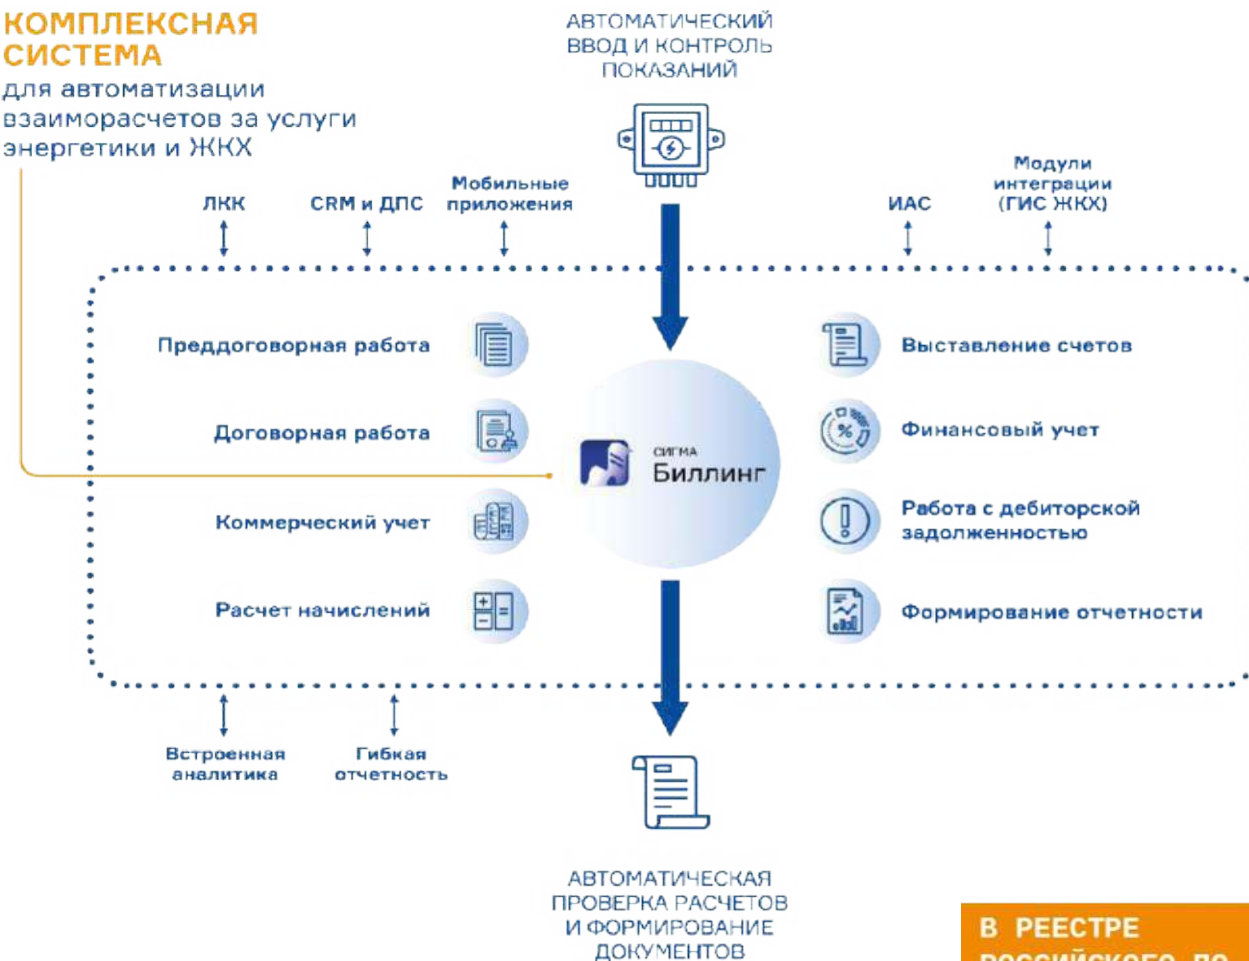 КОМПЛЕКСНАЯ
СИСТЕМА
для автоматизации
взаиморасчетов за услуги
энергетики и ЖКХ
АВТОМАТИЧЕСКИЙ
ВВОД И КОНТРОЛЬ
ПОКАЗАНИЙ
ЛКК
CRM и ДПС
Мобильные
приложения
ИАС
Модули
интеграции
(ГИС ЖКХ)
Преддоговорная работа
Договорная работа
Коммерческий учет
Расчет начислений
СИГМА
Биллинг
Выставление счетов
Финансовый учет
Работа с дебиторской
задолженностью
Формирование отчетности
Встроенная
аналитика
Гибкая
отчетность
АВТОМАТИЧЕСКАЯ
ПРОВЕРКА РАСЧЕТОВ
И ФОРМИРОВАНИЕ
ДОКУМЕНТОВ
В РЕЕСТРЕ
РОССИЙСКОГО ПО